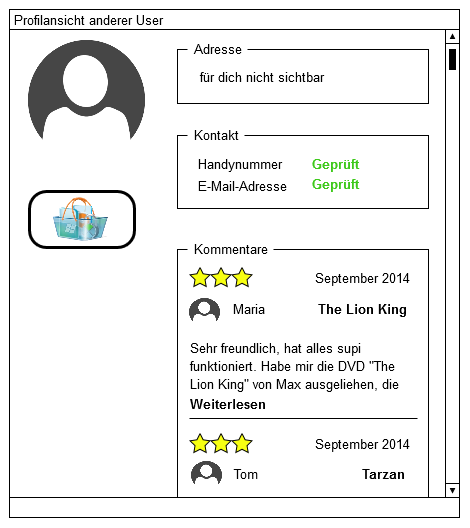 Profilansicht anderer User
Adresse
für dich nicht sichtbar
Kontakt
Handynummer Geprüft
E-Mail-Adresse Geprüft
Kommentare
September 2014
Maria The Lion King
Sehr freundlich, hat alles supi
funktioniert. Habe mir die DVD "The
Lion King" von Max ausgeliehen, die
Weiterlesen
September 2014
Tom Tarzan